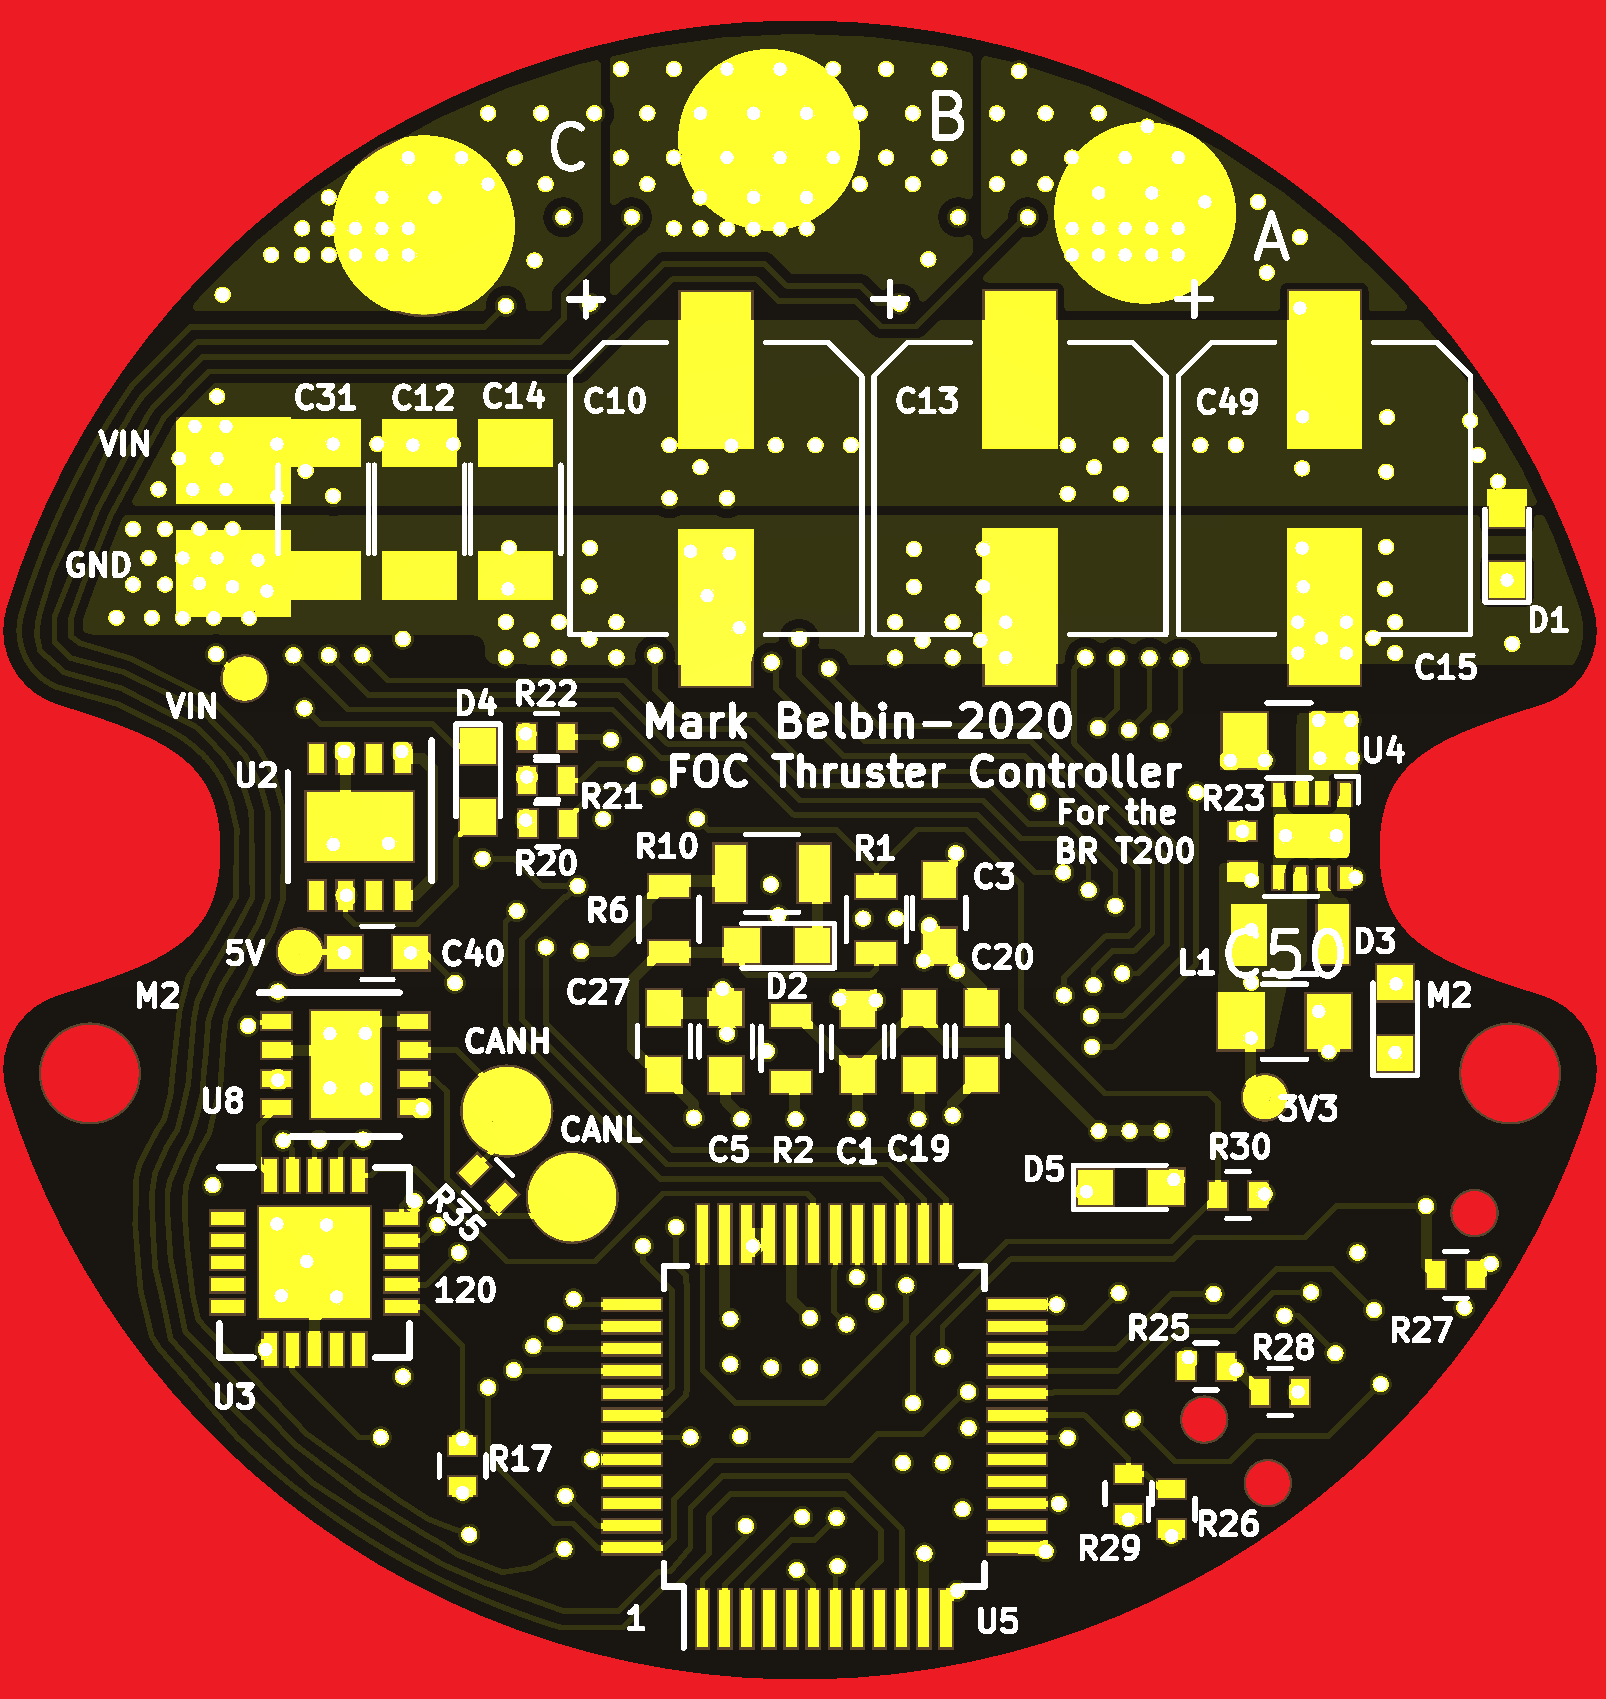 C
B
A
+
+
+
C31
C12
C14
C10
C13
C49
VIN
GND
D1
C15
VIN
D4
R22
Mark Belbin-2020
FOC Thruster Controller
For the
BR T200
U4
U2
R21
R23
R20
R10
R1
C3
R6
5V
C40
C20
L1
C50
D3
M2
C27
D2
M2
CANH
U8
CANL
3V3
C5
R2
C1
C19
D5
R30
R35
120
R25
R28
R27
U3
R17
R29
R26
1
U5